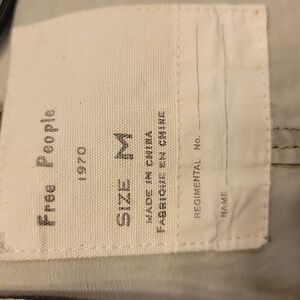 Free People
1970
SIZE M
MADE IN CHINA
FABRIQUE EN CHINE
REGIMENTAL No.
NAME